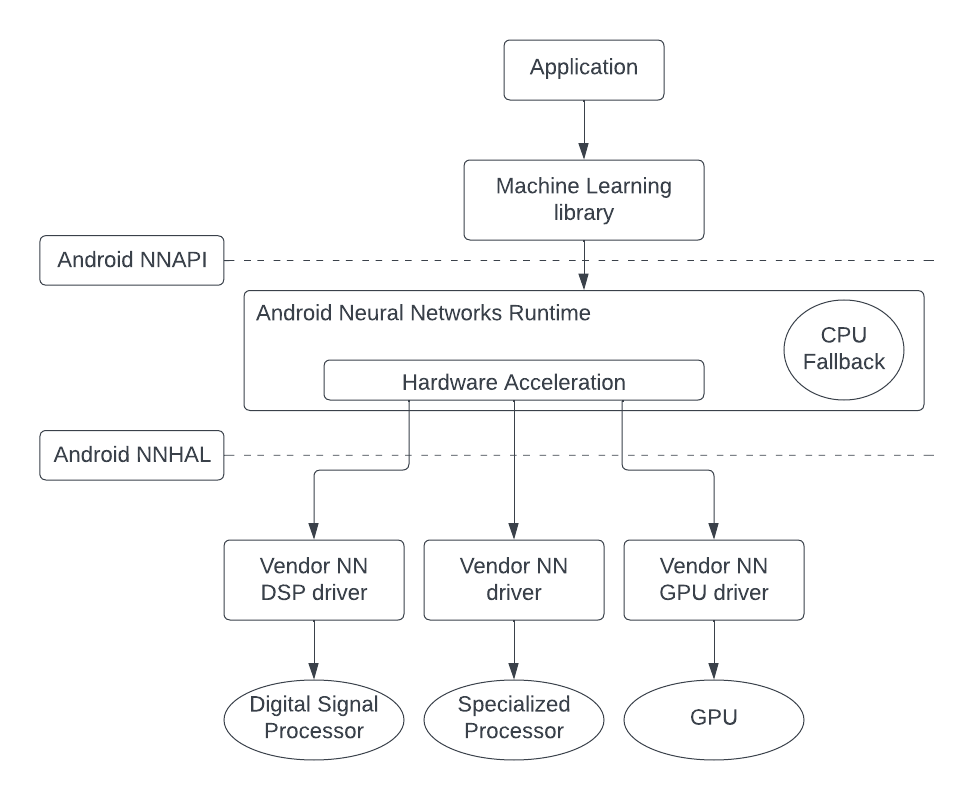 Application
Machine Learning
library
Android NNAPI
Android Neural Networks Runtime
CPU
Fallback
Hardware Acceleration
Android NNHAL
Vendor NN
DSP driver
Vendor NN
driver
Vendor NN
GPU driver
Digital Signal
Processor
Specialized
Processor
GPU